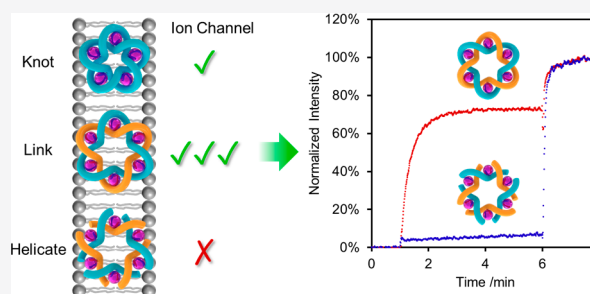 Ion Channel
Knot
Link
Helicate
Normalized Intensity
120%
100%
80%
60%
40%
20%
0%
0 2 4 6
Time /min